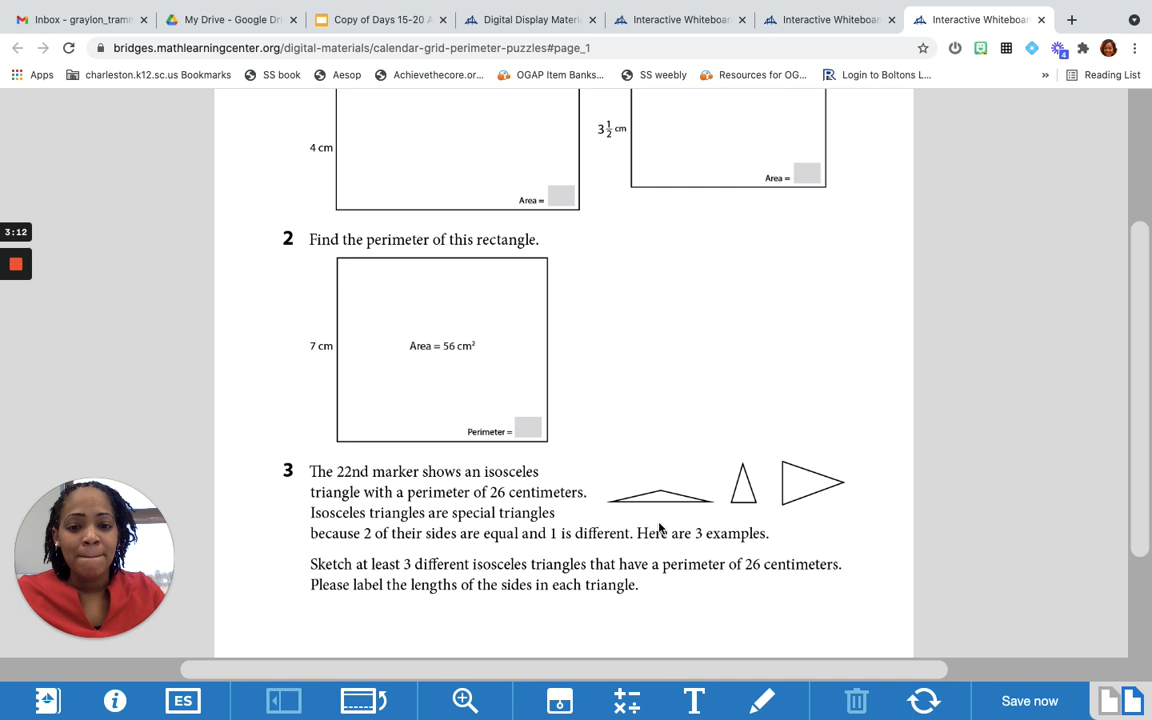 Inbox - graylon_tramn
My Drive - Google Dri
Copy of Days 15-20 A
Digital Display Materia
Interactive Whiteboar
Interactive Whiteboar
Interactive Whiteboar
bridges.mathlearningcenter.org/digital-materials/calendar-grid-perimeter-puzzles#page_1
Apps
charleston.k12.sc.us Bookmarks
SS book
Aesop
Achievethecore.or...
OGAP Item Banks...
SS weekly
Resources for OG...
Login to Boltons L...
»
Reading List
4 cm
Area =
3 1/2 cm
Area =
3:12
2 Find the perimeter of this rectangle.
7 cm
Area = 56 cm²
Perimeter =
3 The 22nd marker shows an isosceles
triangle with a perimeter of 26 centimeters.
Isosceles triangles are special triangles
because 2 of their sides are equal and 1 is different. Here are 3 examples.
Sketch at least 3 different isosceles triangles that have a perimeter of 26 centimeters.
Please label the lengths of the sides in each triangle.
ES
T
Save now